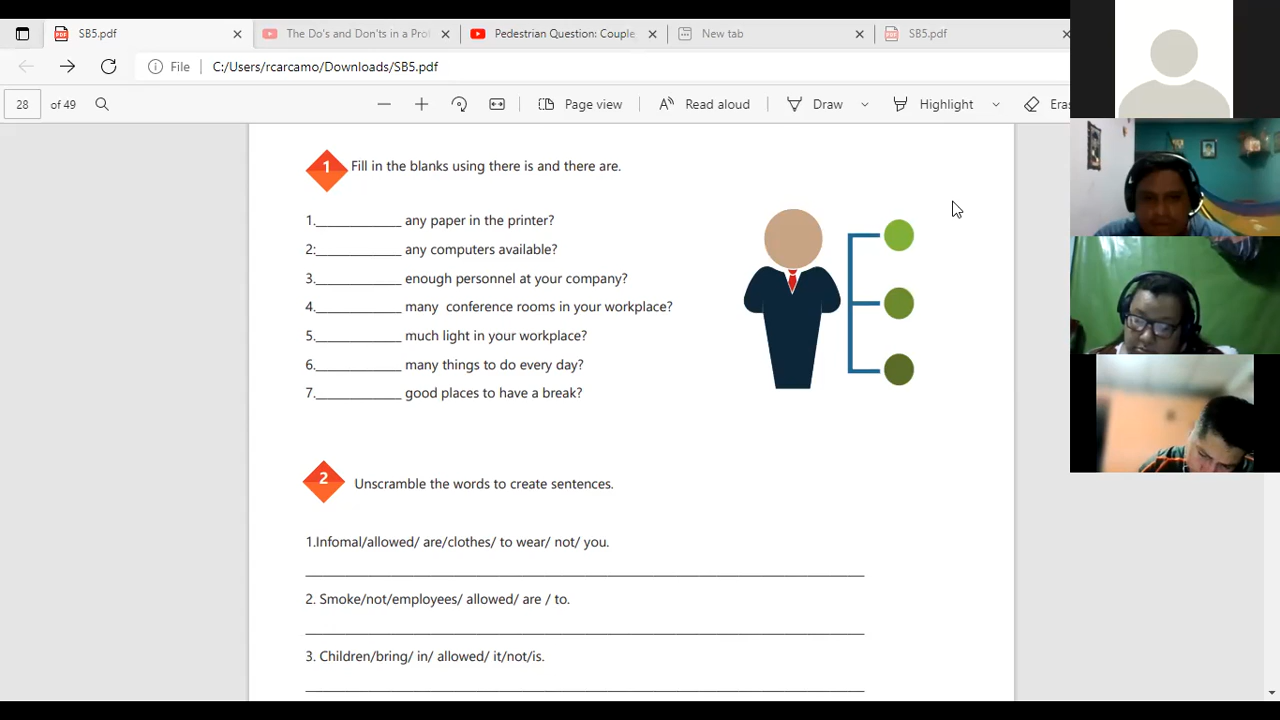 SB5.pdf
The Do's and Don'ts in a Prol
Pedestrian Question: Couple,
New tab
SB5.pdf
File C:/Users/rcarcamo/Downloads/SB5.pdf
28 of 49 Page view Read aloud Draw Highlight Era
1 Fill in the blanks using there is and there are.
1.____________ any paper in the printer?
2:____________ any computers available?
3.____________ enough personnel at your company?
4.____________ many conference rooms in your workplace?
5.____________ much light in your workplace?
6.____________ many things to do every day?
7.____________ good places to have a break?
2 Unscramble the words to create sentences.
1.Infomal/allowed/ are/clothes/ to wear/ not/ you.
2. Smoke/not/employees/ allowed/ are / to.
3. Children/bring/ in/ allowed/ it/not/is.